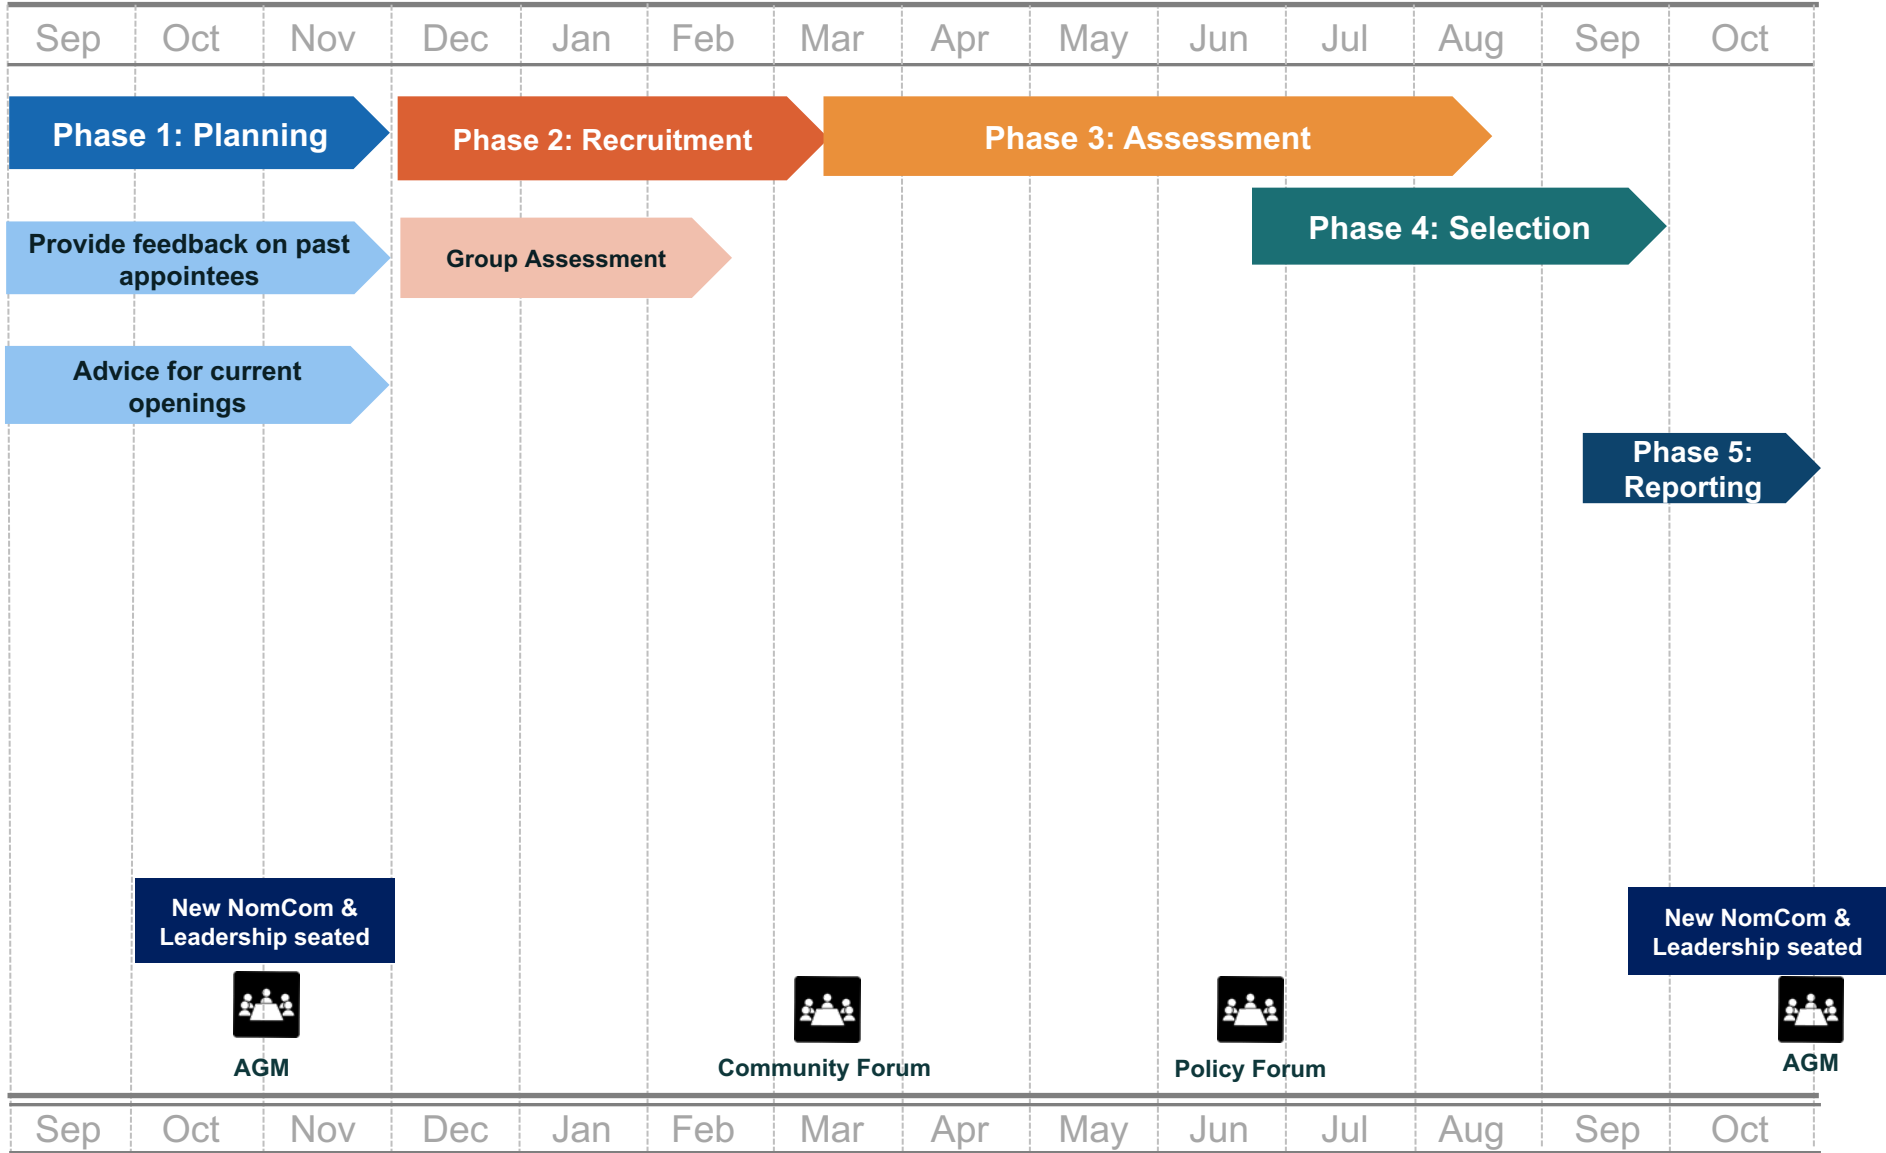 Sep Oct Nov Dec Jan Feb Mar Apr May Jun Jul Aug Sep Oct
Phase 1: Planning
Phase 2: Recruitment
Phase 3: Assessment
Phase 4: Selection
Provide feedback on past
appointees
Group Assessment
Advice for current
openings
Phase 5:
Reporting
New NomCom &
Leadership seated
New NomCom &
Leadership seated
AGM
Community Forum
Policy Forum
AGM
Sep Oct Nov Dec Jan Feb Mar Apr May Jun Jul Aug Sep Oct